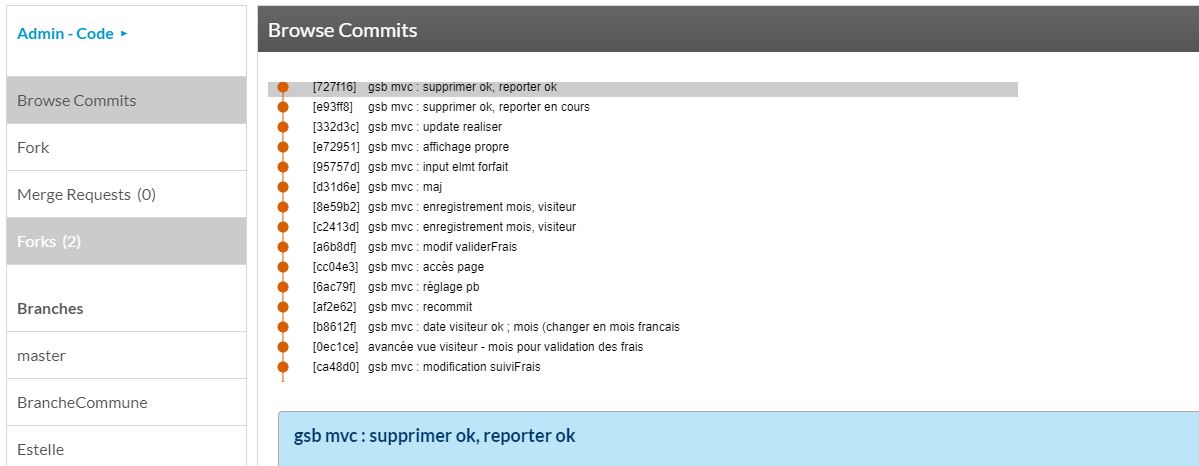 Admin - Code
Browse Commits
Fork
Merge Requests (0)
Forks (2)
Branches
master
BrancheCommune
Estelle
Browse Commits
[727f16] gsb mvc : supprimer ok, reporter ok
[e93ff8] gsb mvc : supprimer ok, reporter en cours
[332d3c] gsb mvc : update realiser
[e72951] gsb mvc : affichage propre
[95757d] gsb mvc : input elmt forfait
[d31d6e] gsb mvc : maj
[8e59b2] gsb mvc : enregistrement mois, visiteur
[c2413d] gsb mvc : enregistrement mois, visiteur
[a6b8df] gsb mvc : modif validerFrais
[cc04e3] gsb mvc : accès page
[6ac79f] gsb mvc : réglage pb
[af2e62] gsb mvc : recommit
[b8612f] gsb mvc : date visiteur ok ; mois (changer en mois francais
[0ec1ce] avancée vue visiteur - mois pour validation des frais
[ca48d0] gsb mvc : modification suiviFrais
gsb mvc : supprimer ok, reporter ok